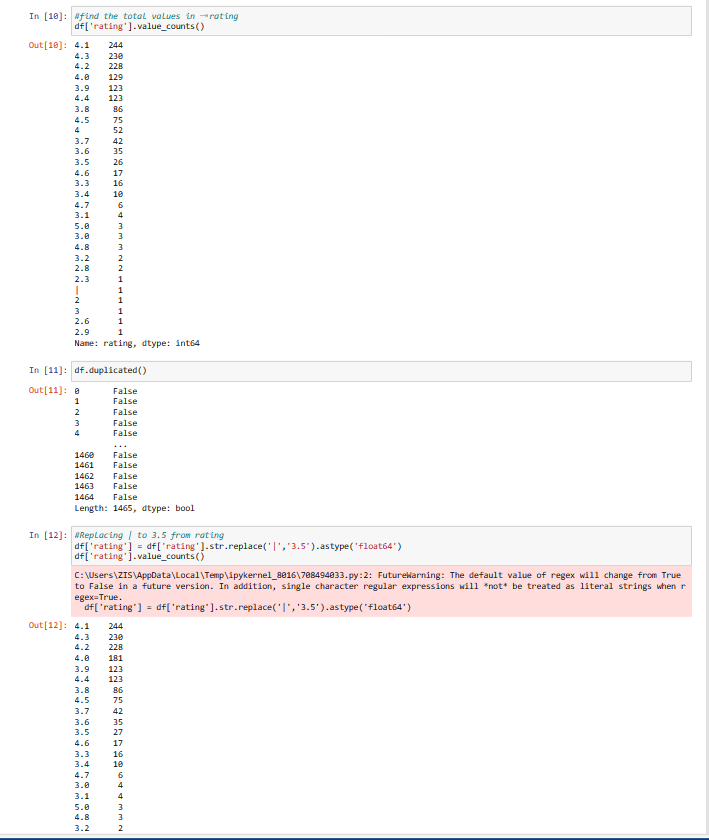 In [10]: #find the total values in →rating
df['rating'].value_counts()
Out[10]: 4.1 244
4.3 230
4.2 228
4.0 129
3.9 123
4.4 123
3.8 86
4.5 75
4 52
3.7 42
3.6 35
3.5 26
4.6 17
3.3 16
3.4 10
4.7 6
3.1 4
5.0 3
3.0 3
4.8 3
3.2 2
2.8 2
2.3 1
| 1
2 1
3 1
2.6 1
2.9 1
Name: rating, dtype: int64
In [11]: df.duplicated()
Out[11]: 0 False
1 False
2 False
3 False
4 False
...
1460 False
1461 False
1462 False
1463 False
1464 False
Length: 1465, dtype: bool
In [12]: #Replacing | to 3.5 from rating
df['rating'] = df['rating'].str.replace('|','3.5').astype('float64')
df['rating'].value_counts()
C:\Users\ZIS\AppData\Local\Temp\ipykernel_8016\708494033.py:2: FutureWarning: The default value of regex will change from True
to False in a future version. In addition, single character regular expressions will *not* be treated as literal strings when r
egex=True.
df['rating'] = df['rating'].str.replace('|','3.5').astype('float64')
Out[12]: 4.1 244
4.3 230
4.2 228
4.0 181
3.9 123
4.4 123
3.8 86
4.5 75
3.7 42
3.6 35
3.5 27
4.6 17
3.3 16
3.4 10
4.7 6
3.0 4
3.1 4
5.0 3
4.8 3
3.2 2